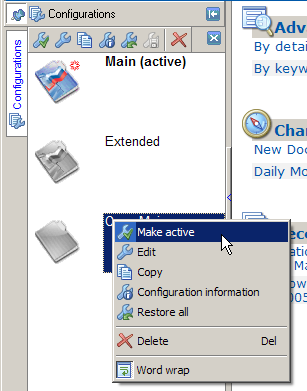 Configurations
Configurations
Main (active)
Extended
Make active
Edit
Copy
Configuration information
Restore all
Delete Del
Word wrap
Adv
By detai
By keyw
Cha
New Doc
Daily Mo